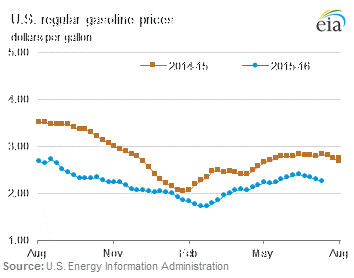 U.S. regular gasoline prices
dollars per gallon
eia
2014-15
2015-16
5.00
4.00
3.00
2.00
1.00
Aug
Nov
Feb
May
Aug
Source: U.S. Energy Information Administration